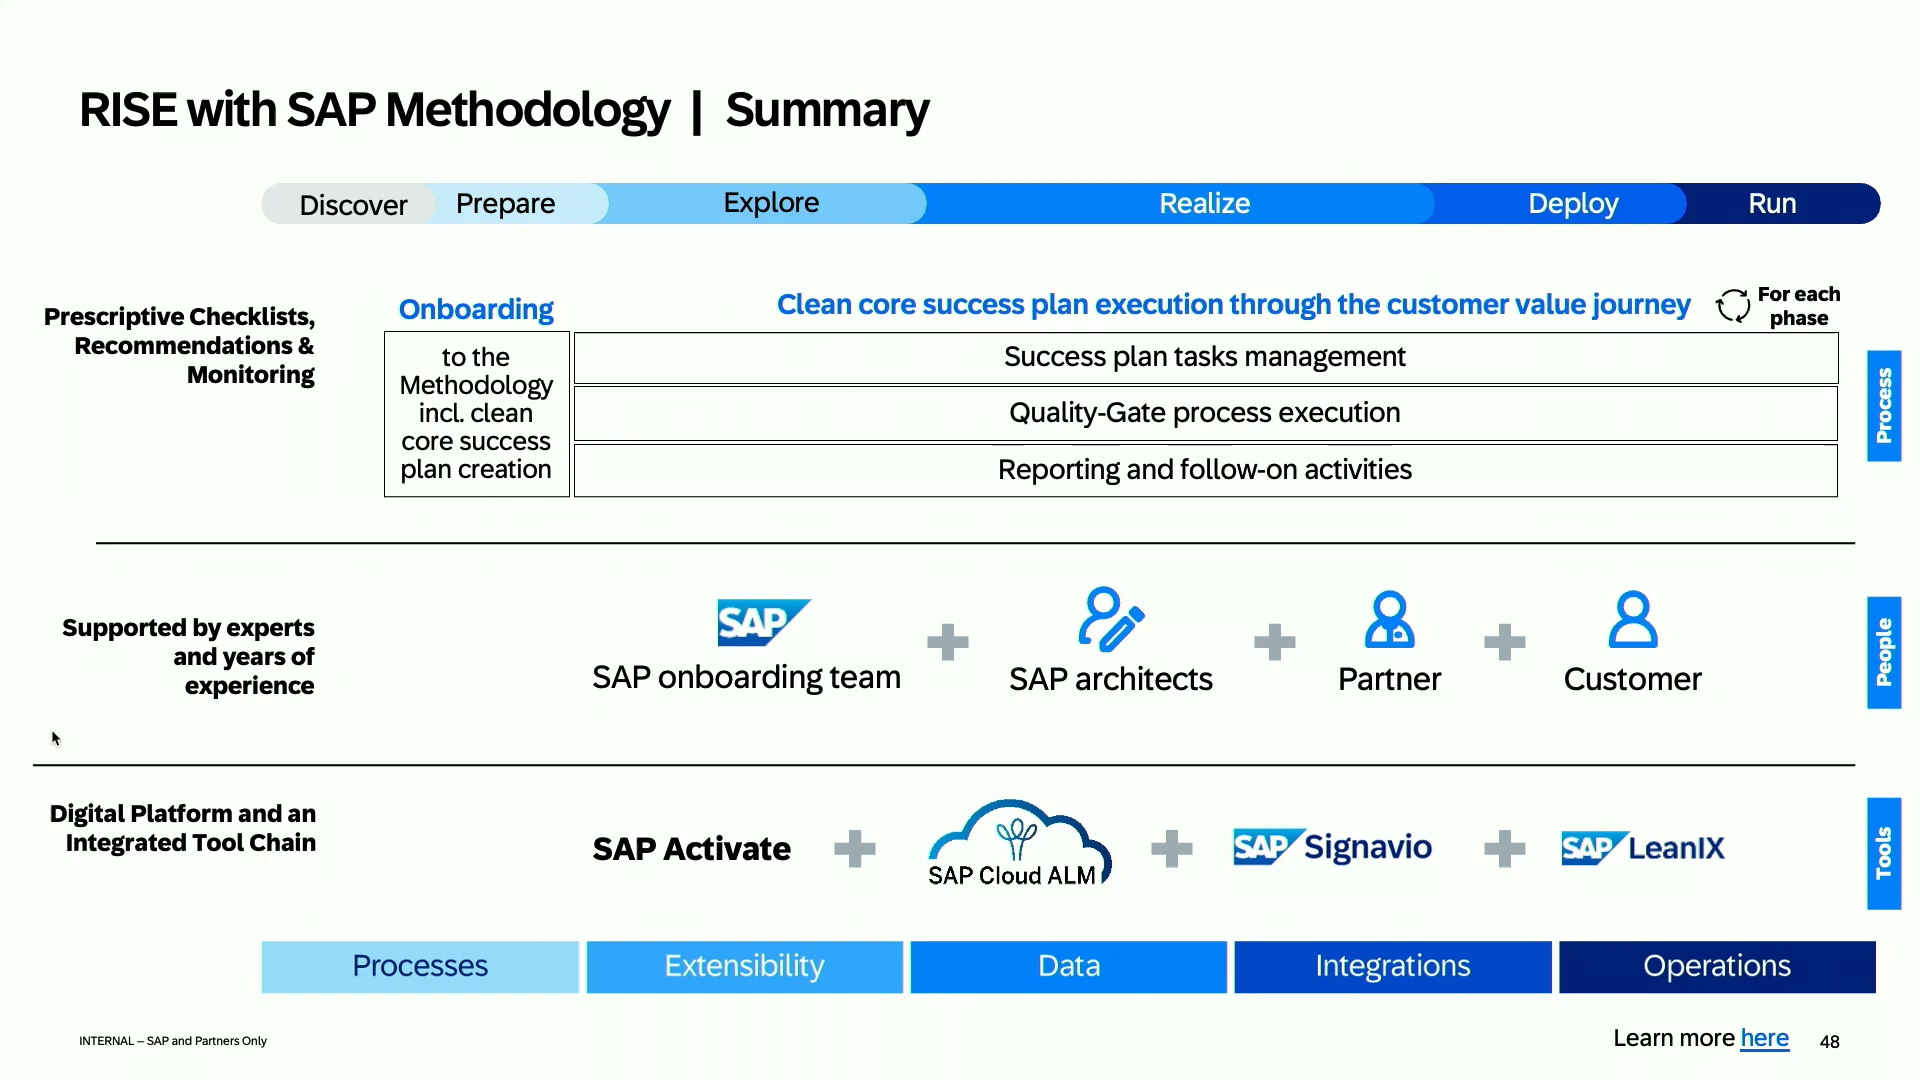 RISE with SAP Methodology | Summary
Discover
Prepare
Explore
Realize
Deploy
Run
Prescriptive Checklists,
Recommendations &
Monitoring
Onboarding
to the
Methodology
incl. clean
core success
plan creation
Clean core success plan execution through the customer value journey
For each
phase
Success plan tasks management
Quality-Gate process execution
Reporting and follow-on activities
Process
Supported by experts
and years of
experience
SAP
SAP onboarding team
SAP architects
Partner
Customer
People
Digital Platform and an
Integrated Tool Chain
SAP Activate
SAP Cloud ALM
SAP Signavio
SAP LeanIX
Tools
Processes
Extensibility
Data
Integrations
Operations
INTERNAL – SAP and Partners Only
Learn more here
48